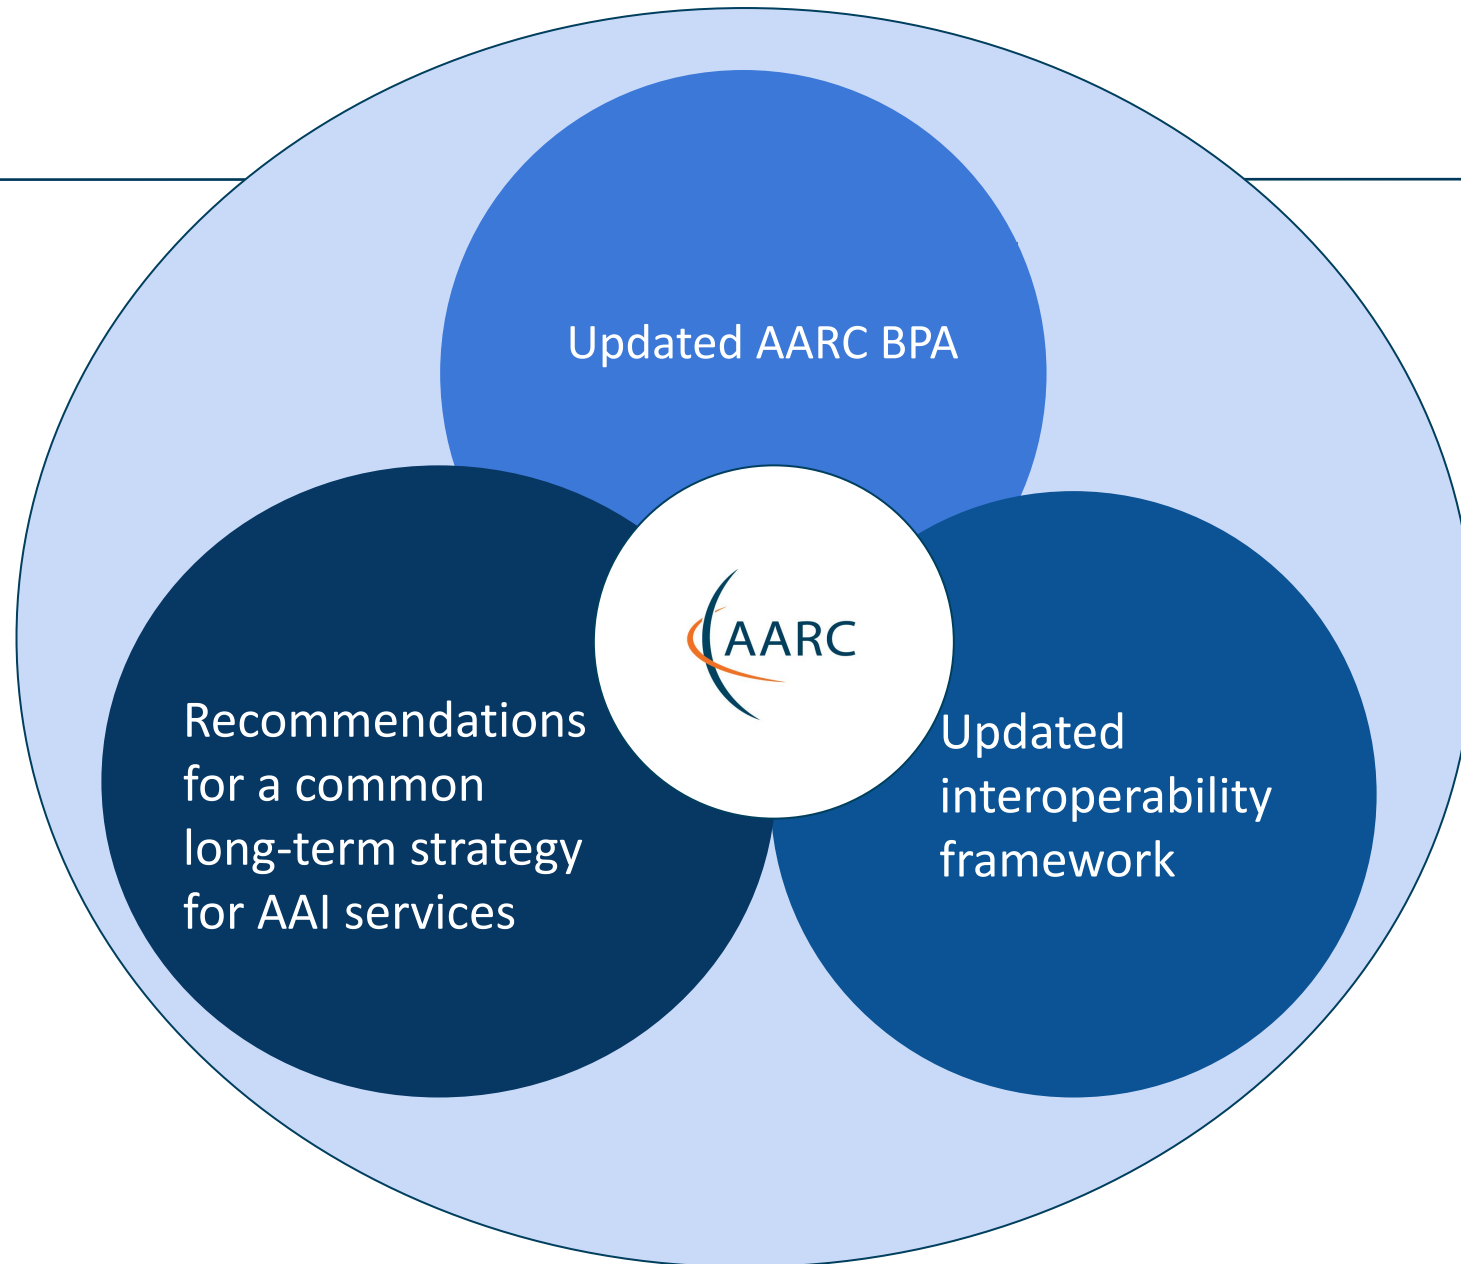 Updated AARC BPA
AARC
Recommendations
for a common
long-term strategy
for AAI services
Updated
interoperability
framework